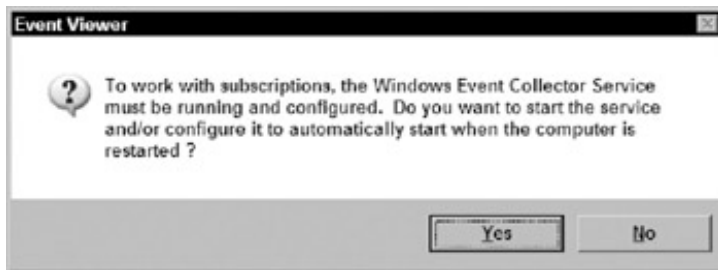 Event Viewer
To work with subscriptions, the Windows Event Collector Service
must be running and configured. Do you want to start the service
and/or configure it to automatically start when the computer is
restarted ?
Yes
No